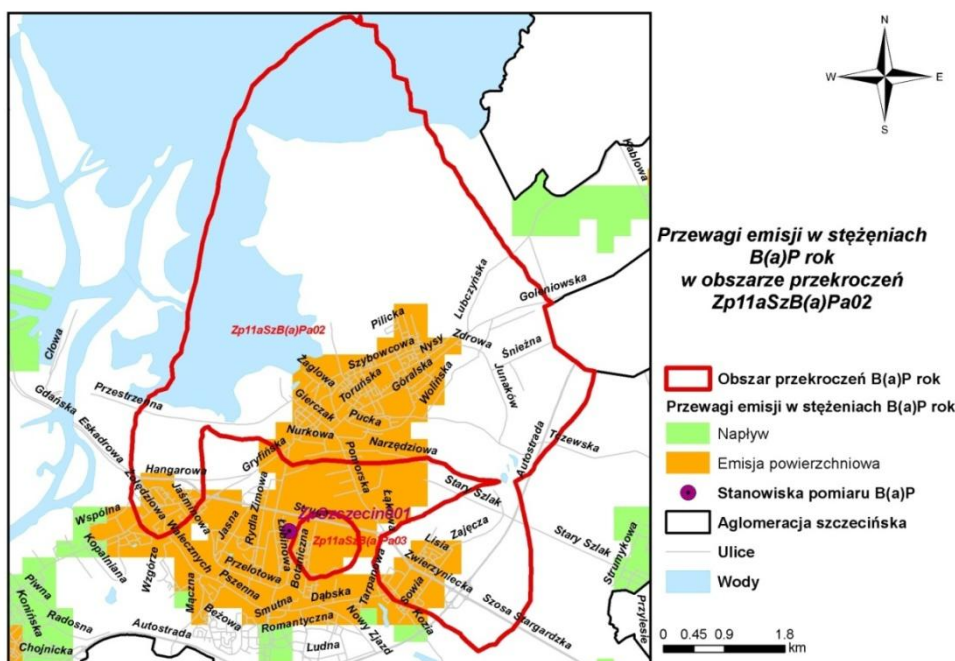 N
W
E
S
Przewagi emisji w stężeniach
B(a)P rok
w obszarze przekroczeń
Zp11aSzB(a)Pa02
Obszar przekroczeń B(a)P rok
Przewagi emisji w stężeniach B(a)P rok
Napływ
Emisja powierzchniowa
Stanowiska pomiaru B(a)P
Aglomeracja szczecińska
Ulice
Wody
0 0.45 0.9 1.8
km
Kablowa
Lubczyńska
Goleniowska
Pilicka
Zp11aSzB(a)Pa02
Cłowa
Szybowcowa
Nysy
Zdrowa
Śnieżna
Żaglowa
Toruńska
Góralska
Wolińska
Junaków
Gierczak
Przestrzenna
Gdańska
Pucka
Eskadrowa
Nurkowa
Narzędziowa
Tczewska
Autostrada
Gryfińska
Hangarowa
Pomorska
Stary Szlak
Żołędziowa
Jaśminowa
Rydla Zimowa
Wspólna
Jasna
Walecznych
Zp11aSzB(a)Pa03
Botaniczna
Zajęcza
Lisia
Stary Szlak
Strumykowa
Kopalniana
Wzgórze
Przelotowa
Zwierzyniecka
Piwna
Pszenna
Dąbska
Tarpanowa
Sowia
Mączna
Smutna
Kozia
Szosa Stargardzka
Konińska
Radosna
Beżowa
Romantyczna
Nowy Zjazd
Przylesie
Chojnicka
Autostrada
Ludna